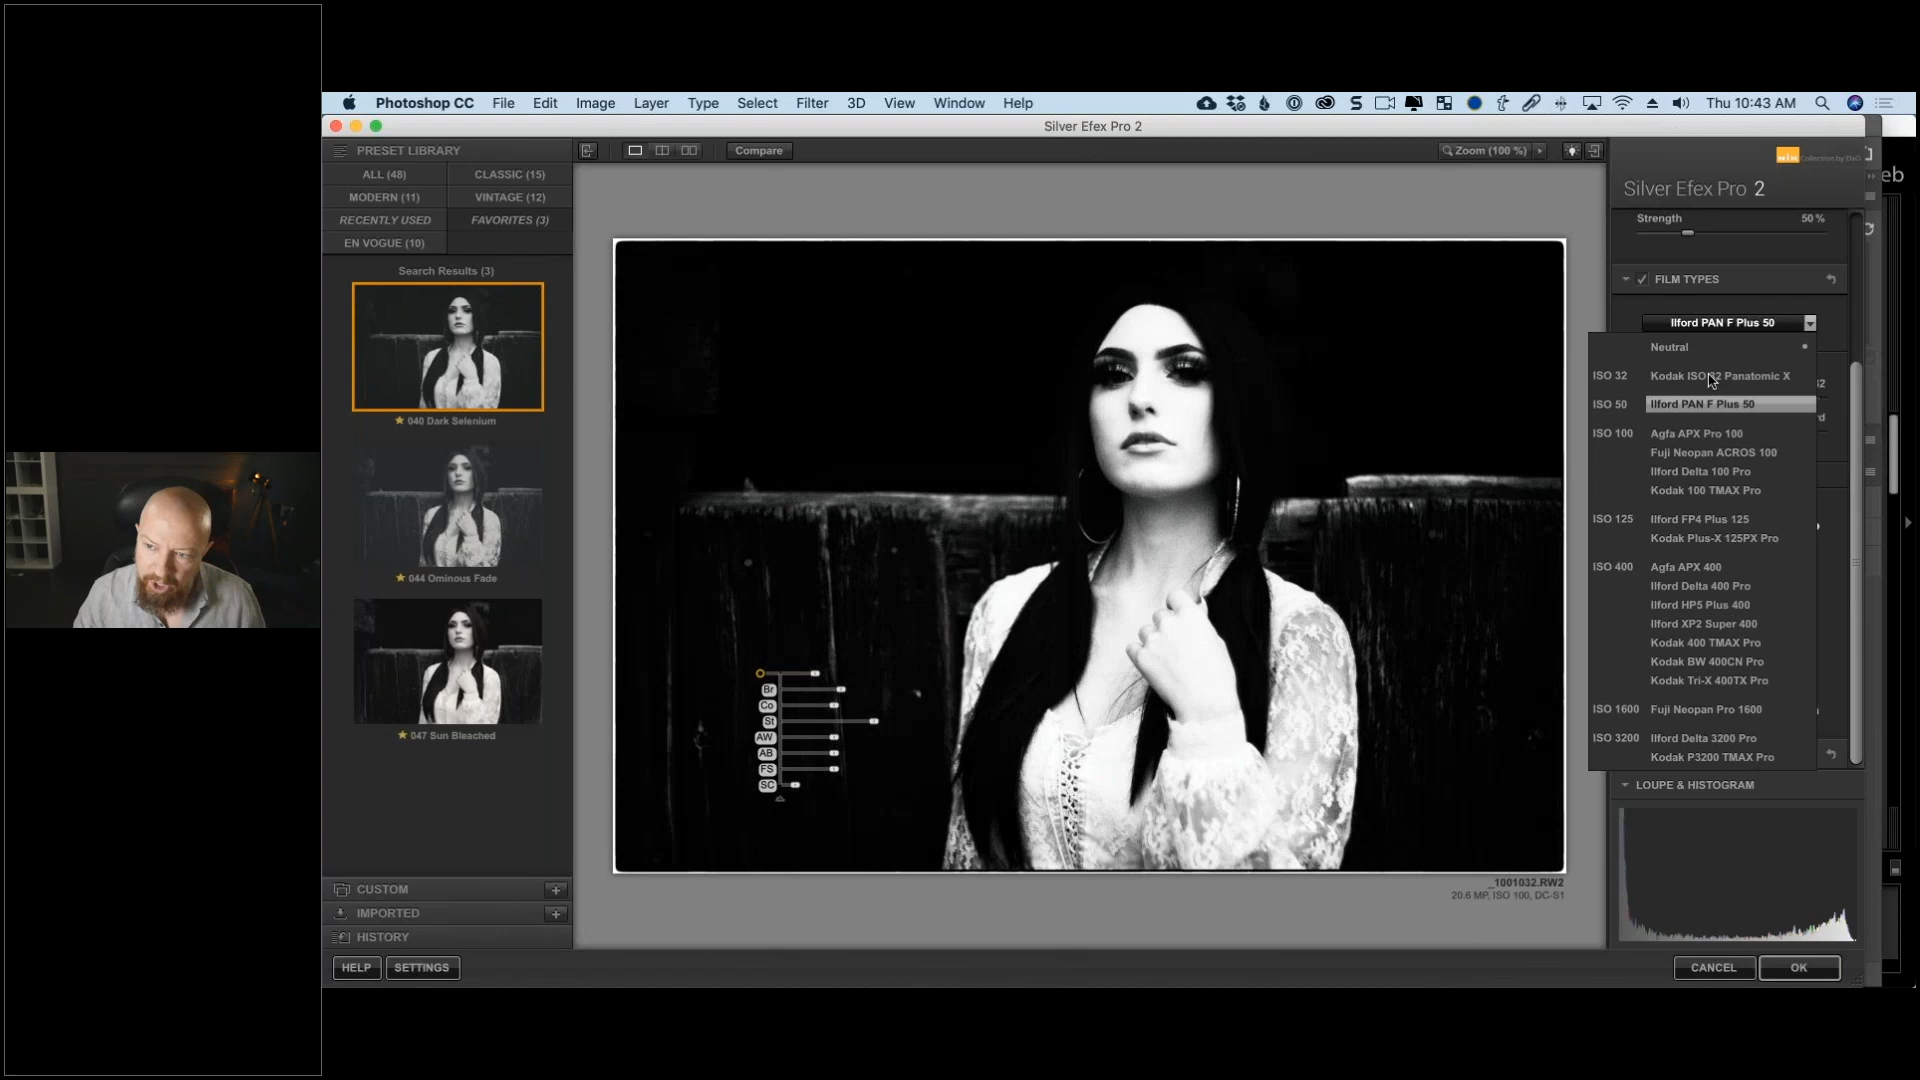 Photoshop CC File Edit Image Layer Type Select Filter 3D View Window Help Thu 10:43 AM
Silver Efex Pro 2
PRESET LIBRARY
ALL (48) CLASSIC (15)
MODERN (11) VINTAGE (12)
RECENTLY USED FAVORITES (3)
EN VOGUE (10)
Search Results (3)
040 Dark Selenium
044 Ominous Fade
047 Sun Bleached
CUSTOM
IMPORTED
HISTORY
HELP SETTINGS
Compare
Zoom (100 %)
Br
Co
St
AW
AB
FS
SC
_1001032.RW2
20.6 MP, ISO 100, DC-S1
nik Collection by DxO
Silver Efex Pro 2
Strength 50 %
FILM TYPES
Ilford PAN F Plus 50
Neutral
ISO 32 Kodak ISO 32 Panatomic X
ISO 50 Ilford PAN F Plus 50
ISO 100 Agfa APX Pro 100
Fuji Neopan ACROS 100
Ilford Delta 100 Pro
Kodak 100 TMAX Pro
ISO 125 Ilford FP4 Plus 125
Kodak Plus-X 125PX Pro
ISO 400 Agfa APX 400
Ilford Delta 400 Pro
Ilford HP5 Plus 400
Ilford XP2 Super 400
Kodak 400 TMAX Pro
Kodak BW 400CN Pro
Kodak Tri-X 400TX Pro
ISO 1600 Fuji Neopan Pro 1600
ISO 3200 Ilford Delta 3200 Pro
Kodak P3200 TMAX Pro
LOUPE & HISTOGRAM
CANCEL OK
eb